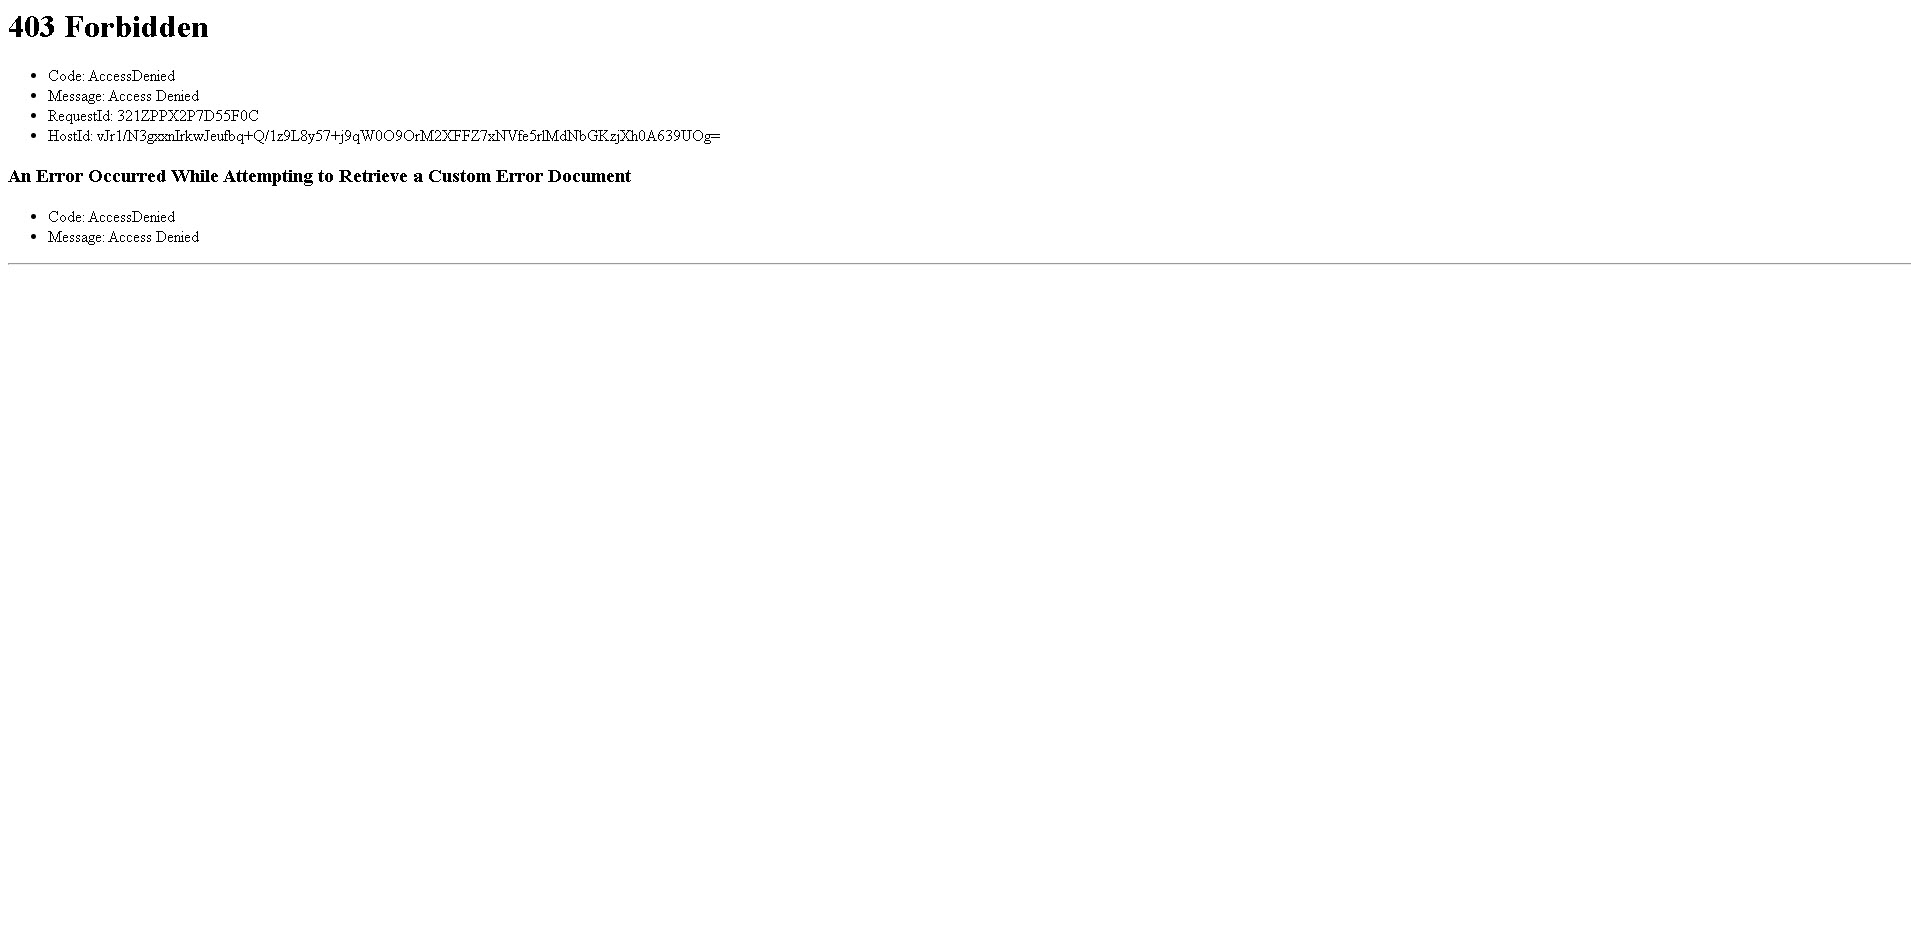 403 Forbidden
Code: AccessDenied
Message: Access Denied
RequestId: 321ZPPX2P7D55F0C
HostId: vJr1/N3gxxnIrkwJeufbq+Q/1z9L8y57+j9qW0O9OrM2XFFZ7xNVfe5rlMdNbGKzjXh0A639UOg=
An Error Occurred While Attempting to Retrieve a Custom Error Document
Code: AccessDenied
Message: Access Denied